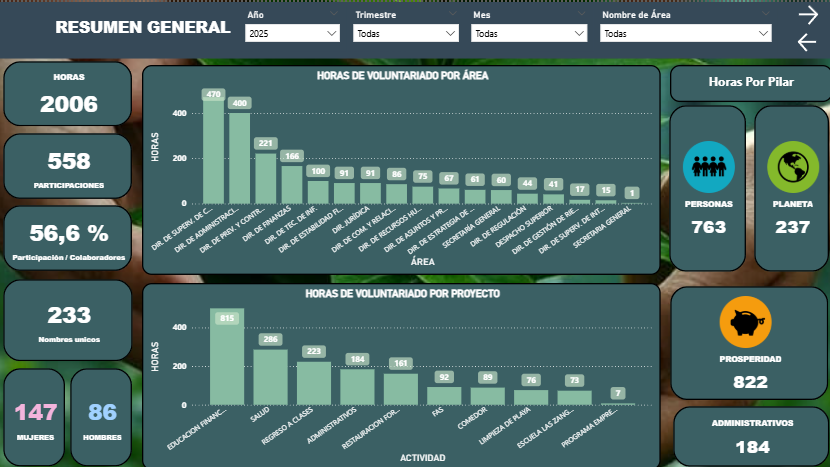 RESUMEN GENERAL
Año
2025
Trimestre
Todas
Mes
Todas
Nombre de Área
Todas
HORAS
2006
558
PARTICIPACIONES
56,6 %
Participación / Colaboradores
233
Nombres unicos
147
MUJERES
86
HOMBRES
HORAS DE VOLUNTARIADO POR ÁREA
HORAS
400
200
0
470
400
221
166
100
91
91
86
75
67
61
60
44
41
17
15
1
DIR. DE SUPERV. DE C...
DIR. DE ADMINISTRACI...
DIR. DE PREV. Y CONTR...
DIR. DE FINANZAS
DIR. DE TEC. DE INF.
DIR. DE ESTABILIDAD FI...
DIR. JURÍDICA
DIR. DE COM. Y RELACI...
DIR. DE RECURSOS HU...
DIR. DE ASUNTOS Y PR...
DIR. DE ESTRATEGIA DE ...
SECRETARIA GENERAL
DIR. DE REGULACIÓN
DESPACHO SUPERIOR
DIR. DE GESTIÓN DE RIE...
DIR. DE SUPERV. DE INT...
SECRETARÍA GENERAL
ÁREA
HORAS DE VOLUNTARIADO POR PROYECTO
HORAS
400
200
0
815
286
223
184
161
92
89
76
73
7
EDUCACION FINANC...
SALUD
REGRESO A CLASES
ADMINISTRATIVOS
RESTAURACION FOR...
FAS
COMEDOR
LIMPIEZA DE PLAYA
ESCUELA LAS ZANG...
PROGRAMA EMPRE...
ACTIVIDAD
Horas Por Pilar
PERSONAS
763
PLANETA
237
PROSPERIDAD
822
ADMINISTRATIVOS
184